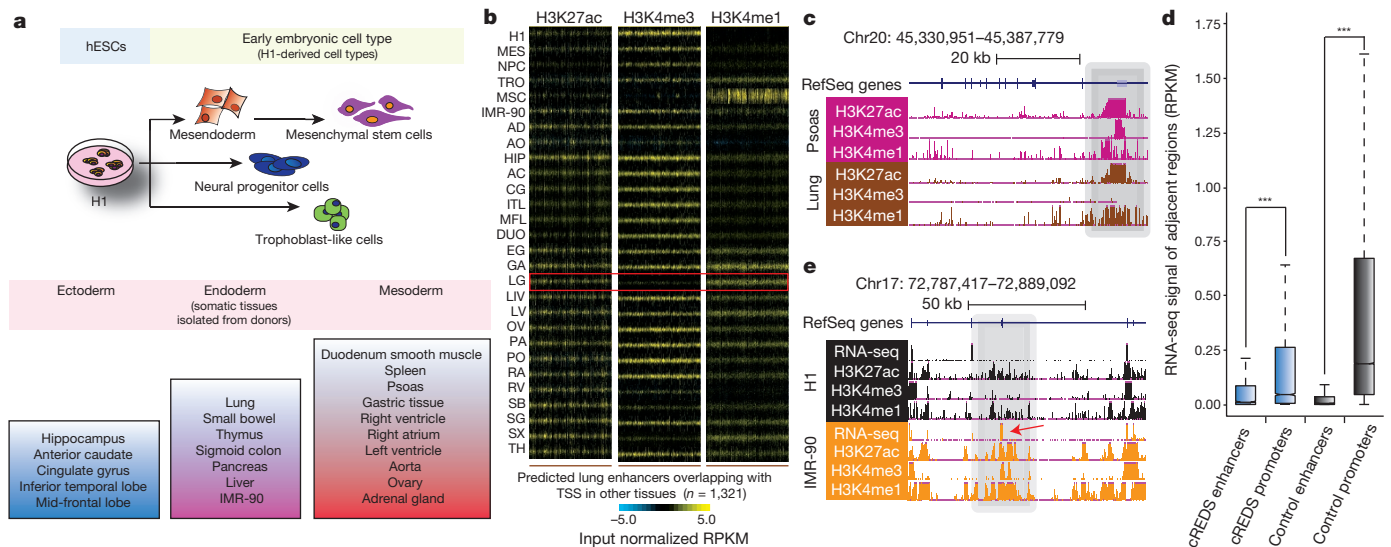 a
hESCs
Early embryonic cell type
(H1-derived cell types)
Mesendoderm
Mesenchymal stem cells
Neural progenitor cells
H1
Trophoblast-like cells
Ectoderm
Endoderm
(somatic tissues
isolated from donors)
Mesoderm
Hippocampus
Anterior caudate
Cingulate gyrus
Inferior temporal lobe
Mid-frontal lobe
Lung
Small bowel
Thymus
Sigmoid colon
Pancreas
Liver
IMR-90
Duodenum smooth muscle
Spleen
Psoas
Gastric tissue
Right ventricle
Right atrium
Left ventricle
Aorta
Ovary
Adrenal gland
b
H3K27ac H3K4me3 H3K4me1
H1
MES
NPC
TRO
MSC
IMR-90
AD
AO
HIP
AC
CG
ITL
MFL
DUO
EG
GA
LG
LIV
LV
OV
PA
PO
RA
RV
SB
SG
SX
TH
Predicted lung enhancers overlapping with
TSS in other tissues (n = 1,321)
–5.0 5.0
Input normalized RPKM
c
Chr20: 45,330,951–45,387,779
20 kb
RefSeq genes
Psoas
H3K27ac
H3K4me3
H3K4me1
Lung
H3K27ac
H3K4me3
H3K4me1
e
Chr17: 72,787,417–72,889,092
50 kb
RefSeq genes
H1
RNA-seq
H3K27ac
H3K4me3
H3K4me1
IMR-90
RNA-seq
H3K27ac
H3K4me3
H3K4me1
d
RNA-seq signal of adjacent regions (RPKM)
1.75
1.50
1.25
1.00
0.75
0.50
0.25
0.00
***
***
cREDS enhancers
cREDS promoters
Control enhancers
Control promoters